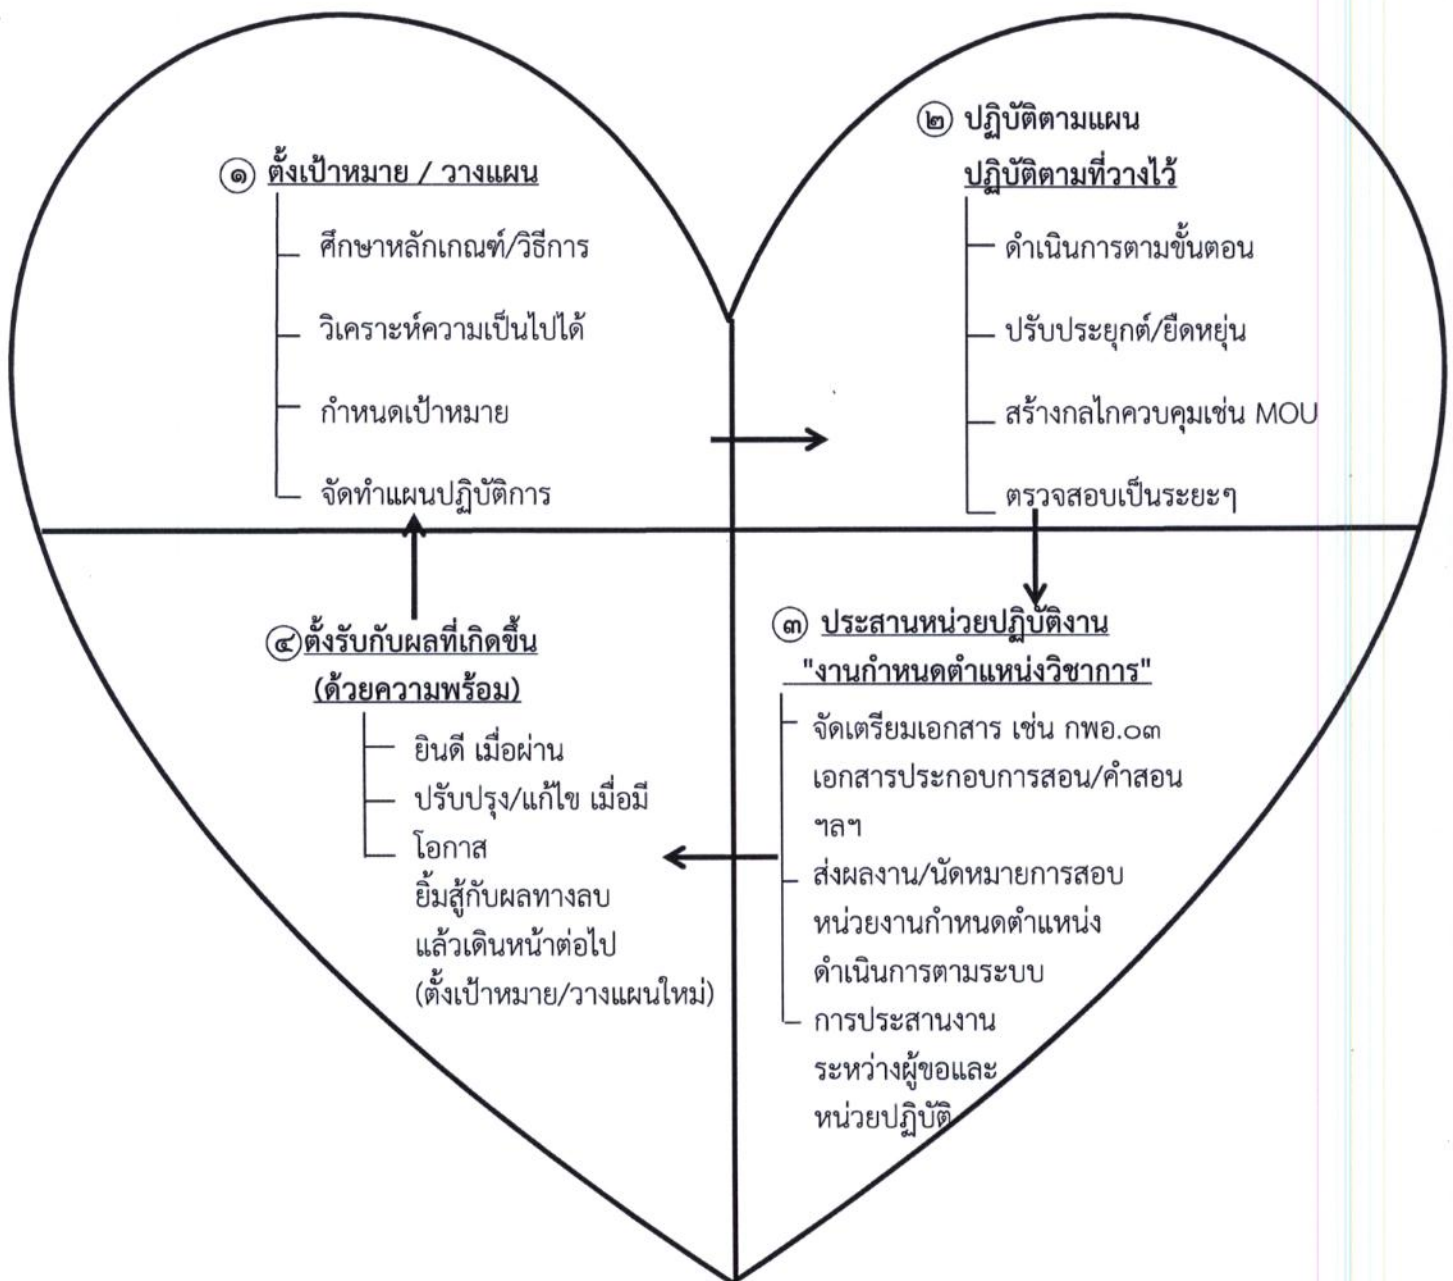 ๑ ตั้งเป้าหมาย / วางแผน
ศึกษาหลักเกณฑ์/วิธีการ
วิเคราะห์ความเป็นไปได้
กำหนดเป้าหมาย
จัดทำแผนปฏิบัติการ
๒ ปฏิบัติตามแผน
ปฏิบัติตามที่วางไว้
ดำเนินการตามขั้นตอน
ปรับประยุกต์/ยืดหยุ่น
สร้างกลไกควบคุมเช่น MOU
ตรวจสอบเป็นระยะๆ
๓ ประสานหน่วยปฏิบัติงาน
"งานกำหนดตำแหน่งวิชาการ"
จัดเตรียมเอกสาร เช่น กพอ.๐๓
เอกสารประกอบการสอน/คำสอน
ฯลฯ
ส่งผลงาน/นัดหมายการสอบ
หน่วยงานกำหนดตำแหน่ง
ดำเนินการตามระบบ
การประสานงาน
ระหว่างผู้ขอและ
หน่วยปฏิบัติ
๔ ตั้งรับกับผลที่เกิดขึ้น
(ด้วยความพร้อม)
ยินดี เมื่อผ่าน
ปรับปรุง/แก้ไข เมื่อมี
โอกาส
ยิ้มสู้กับผลทางลบ
แล้วเดินหน้าต่อไป
(ตั้งเป้าหมาย/วางแผนใหม่)